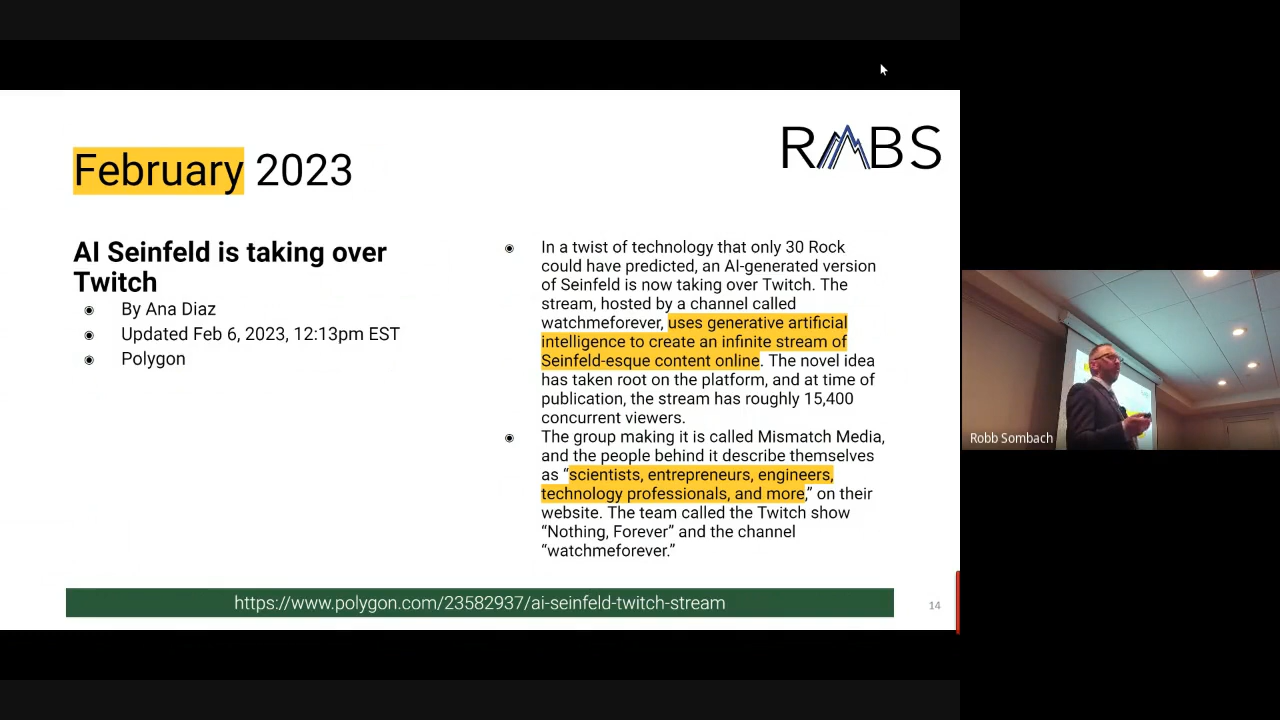 RMBS
February 2023
AI Seinfeld is taking over
Twitch
By Ana Diaz
Updated Feb 6, 2023, 12:13pm EST
Polygon
In a twist of technology that only 30 Rock
could have predicted, an AI-generated version
of Seinfeld is now taking over Twitch. The
stream, hosted by a channel called
watchmeforever, uses generative artificial
intelligence to create an infinite stream of
Seinfeld-esque content online. The novel idea
has taken root on the platform, and at time of
publication, the stream has roughly 15,400
concurrent viewers.
The group making it is called Mismatch Media,
and the people behind it describe themselves
as “scientists, entrepreneurs, engineers,
technology professionals, and more,” on their
website. The team called the Twitch show
“Nothing, Forever” and the channel
“watchmeforever.”
https://www.polygon.com/23582937/ai-seinfeld-twitch-stream
14
Robb Sombach